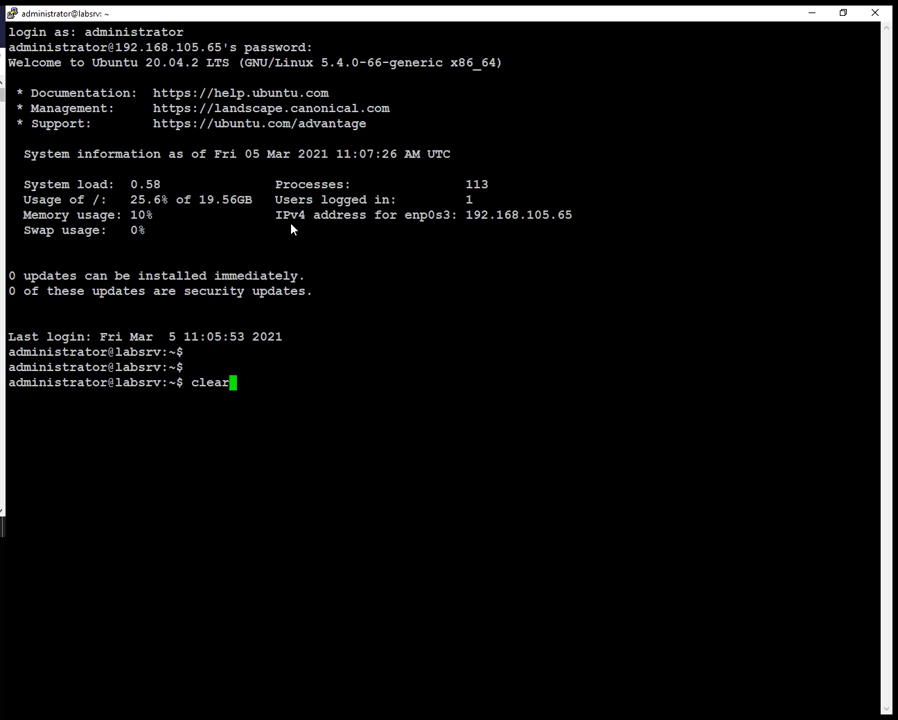 administrator@labsrv: ~
login as: administrator
administrator@192.168.105.65's password:
Welcome to Ubuntu 20.04.2 LTS (GNU/Linux 5.4.0-66-generic x86_64)
* Documentation:  https://help.ubuntu.com
* Management:     https://landscape.canonical.com
* Support:        https://ubuntu.com/advantage
System information as of Fri 05 Mar 2021 11:07:26 AM UTC
System load:  0.58               Processes:               113
Usage of /:   25.6% of 19.56GB   Users logged in:         1
Memory usage: 10%                IPv4 address for enp0s3: 192.168.105.65
Swap usage:   0%
0 updates can be installed immediately.
0 of these updates are security updates.
Last login: Fri Mar  5 11:05:53 2021
administrator@labsrv:~$
administrator@labsrv:~$
administrator@labsrv:~$ clear